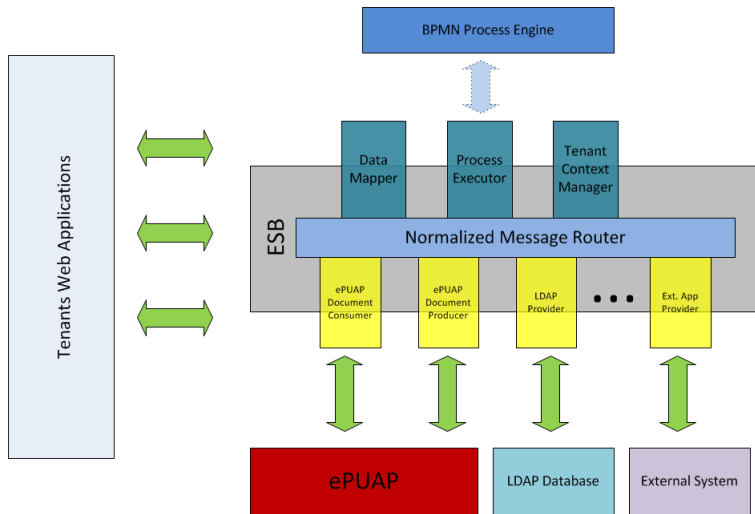 BPMN Process Engine
Tenants Web Applications
Data
Mapper
Process
Executor
Tenant
Context
Manager
ESB
Normalized Message Router
ePUAP
Document
Consumer
ePUAP
Document
Producer
LDAP
Provider
...
Ext. App
Provider
ePUAP
LDAP Database
External System